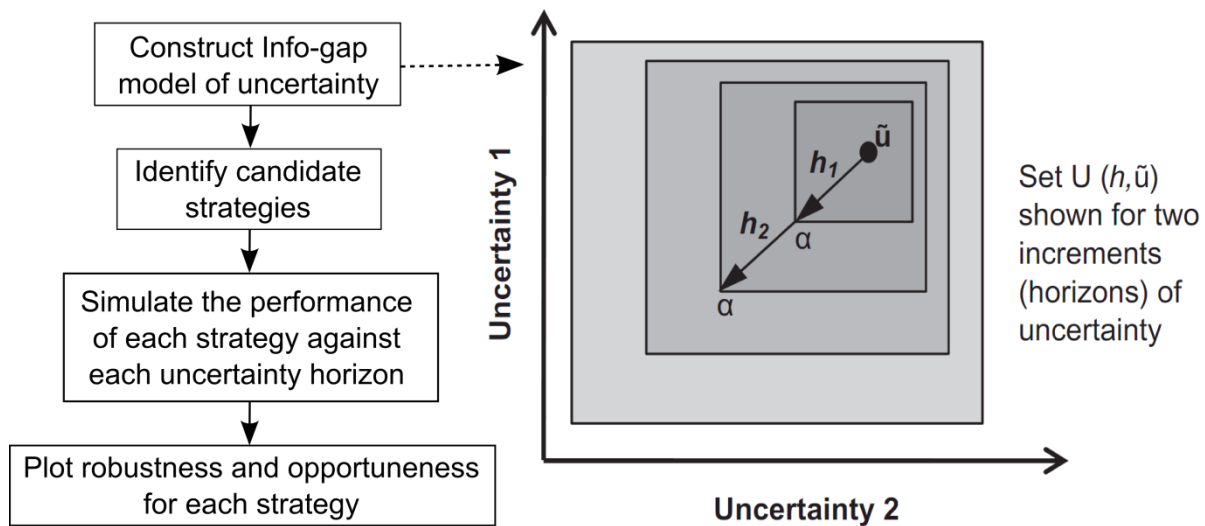 Construct Info-gap
model of uncertainty
Identify candidate
strategies
Simulate the performance
of each strategy against
each uncertainty horizon
Plot robustness and opportuneness
for each strategy
Uncertainty 1
ũ
h1
h2
α
α
Uncertainty 2
Set U (h,ũ)
shown for two
increments
(horizons) of
uncertainty